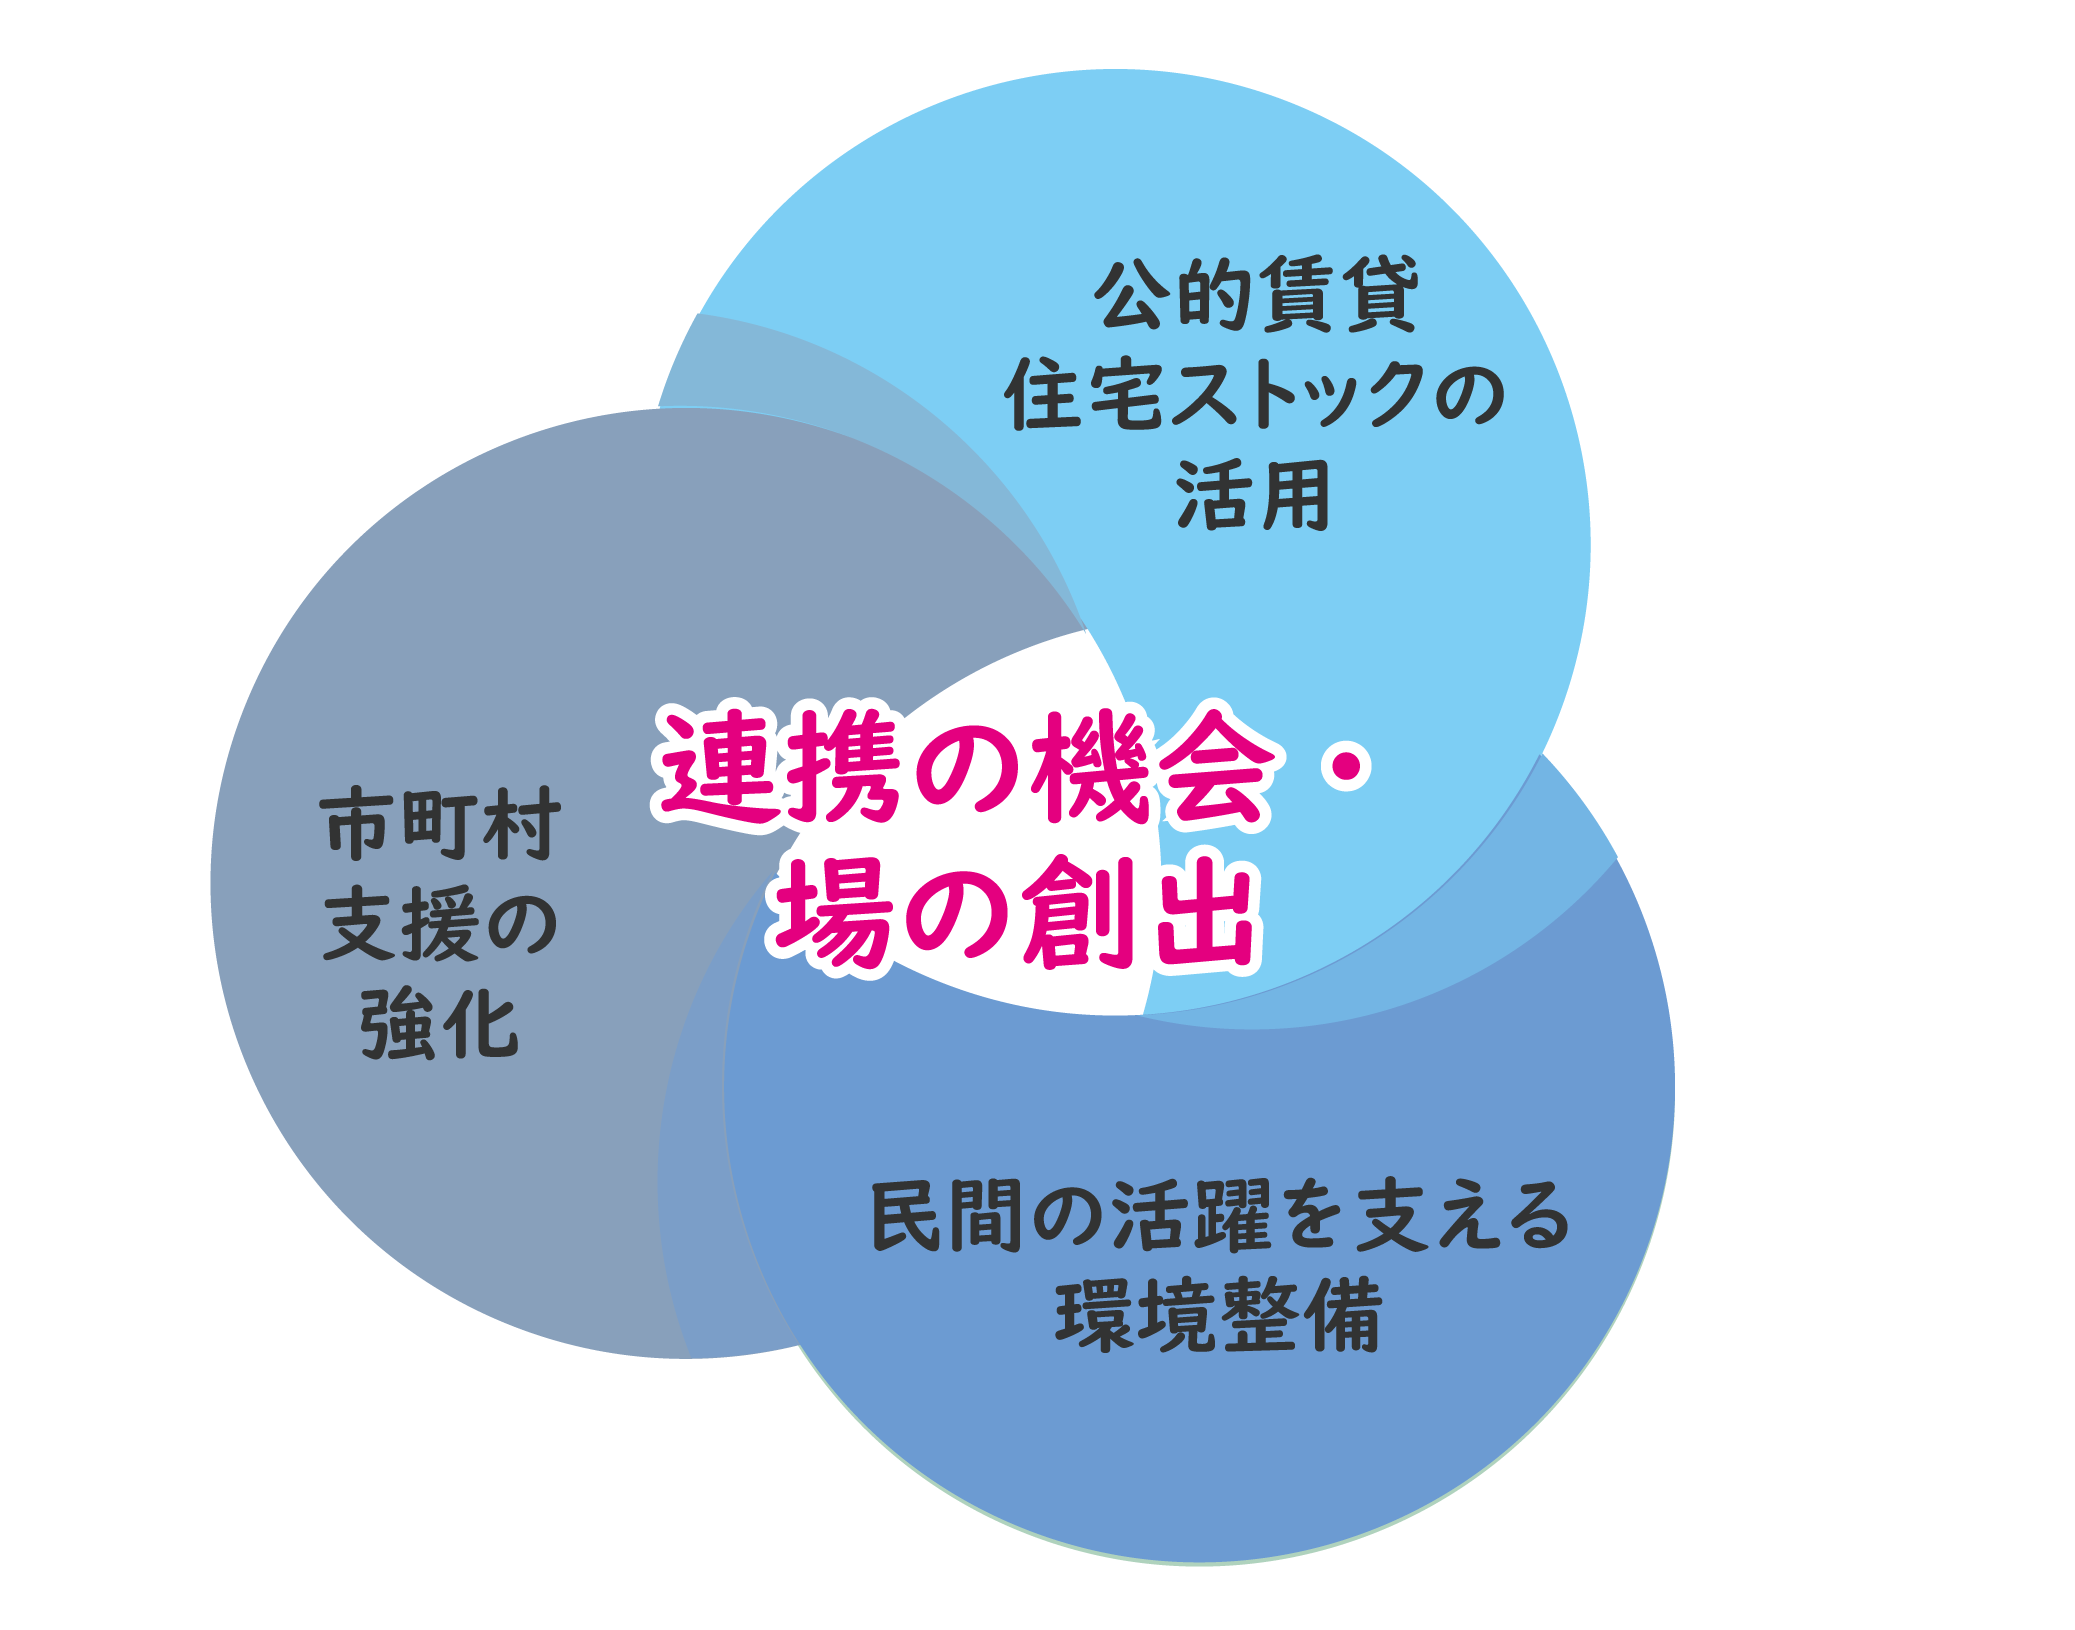 公的賃貸
住宅ストックの
活用
連携の機会・
場の創出
市町村
支援の
強化
民間の活躍を支える
環境整備